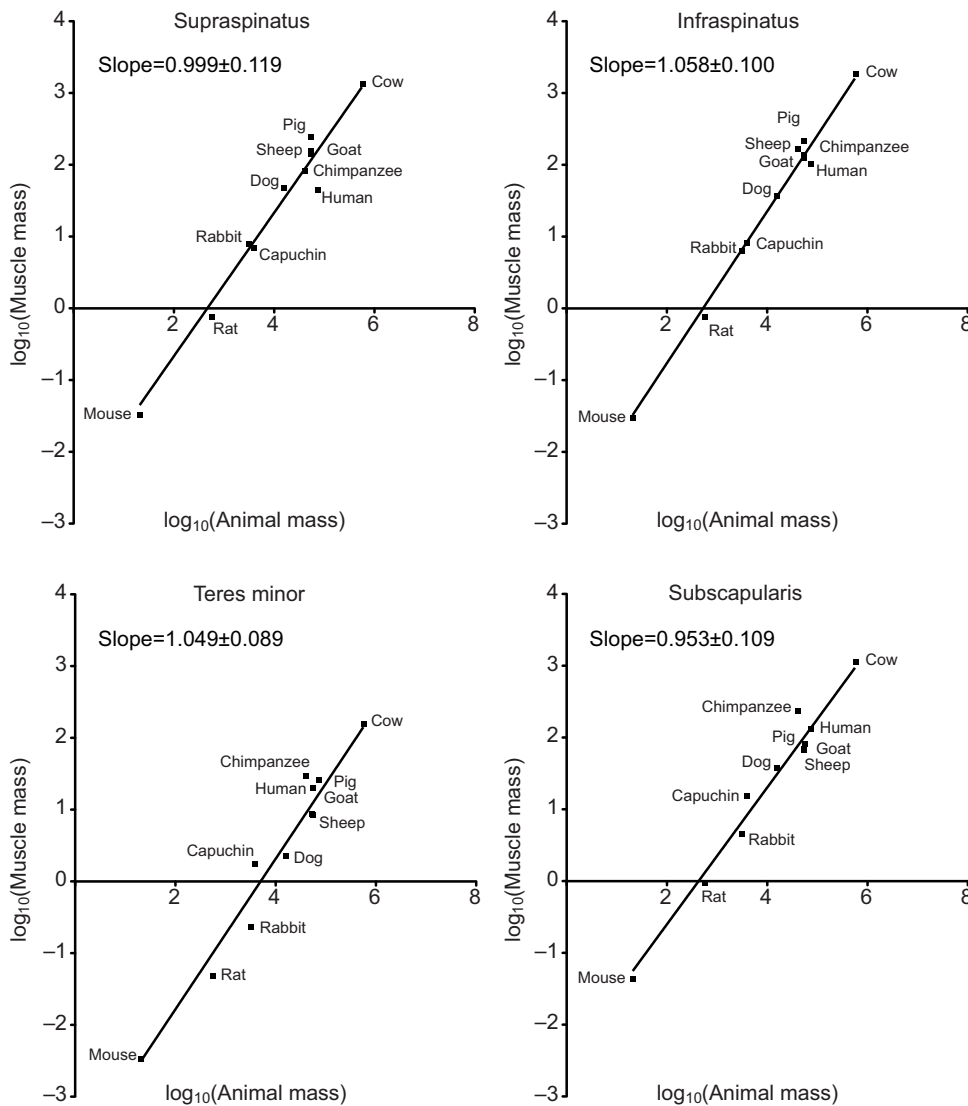 Supraspinatus
Slope=0.999±0.119
log10(Muscle mass)
4
3
2
1
0
–1
–2
–3
2
4
6
8
Cow
Pig
Sheep
Goat
Chimpanzee
Dog
Human
Rabbit
Capuchin
Rat
Mouse
log10(Animal mass)
Infraspinatus
Slope=1.058±0.100
log10(Muscle mass)
4
3
2
1
0
–1
–2
–3
2
4
6
8
Cow
Pig
Sheep
Chimpanzee
Goat
Human
Dog
Rabbit
Capuchin
Rat
Mouse
log10(Animal mass)
Teres minor
Slope=1.049±0.089
log10(Muscle mass)
4
3
2
1
0
–1
–2
–3
2
4
6
8
Cow
Chimpanzee
Human
Pig
Goat
Sheep
Capuchin
Dog
Rabbit
Rat
Mouse
log10(Animal mass)
Subscapularis
Slope=0.953±0.109
log10(Muscle mass)
4
3
2
1
0
–1
–2
–3
2
4
6
8
Cow
Chimpanzee
Human
Pig
Goat
Dog
Sheep
Capuchin
Rabbit
Rat
Mouse
log10(Animal mass)